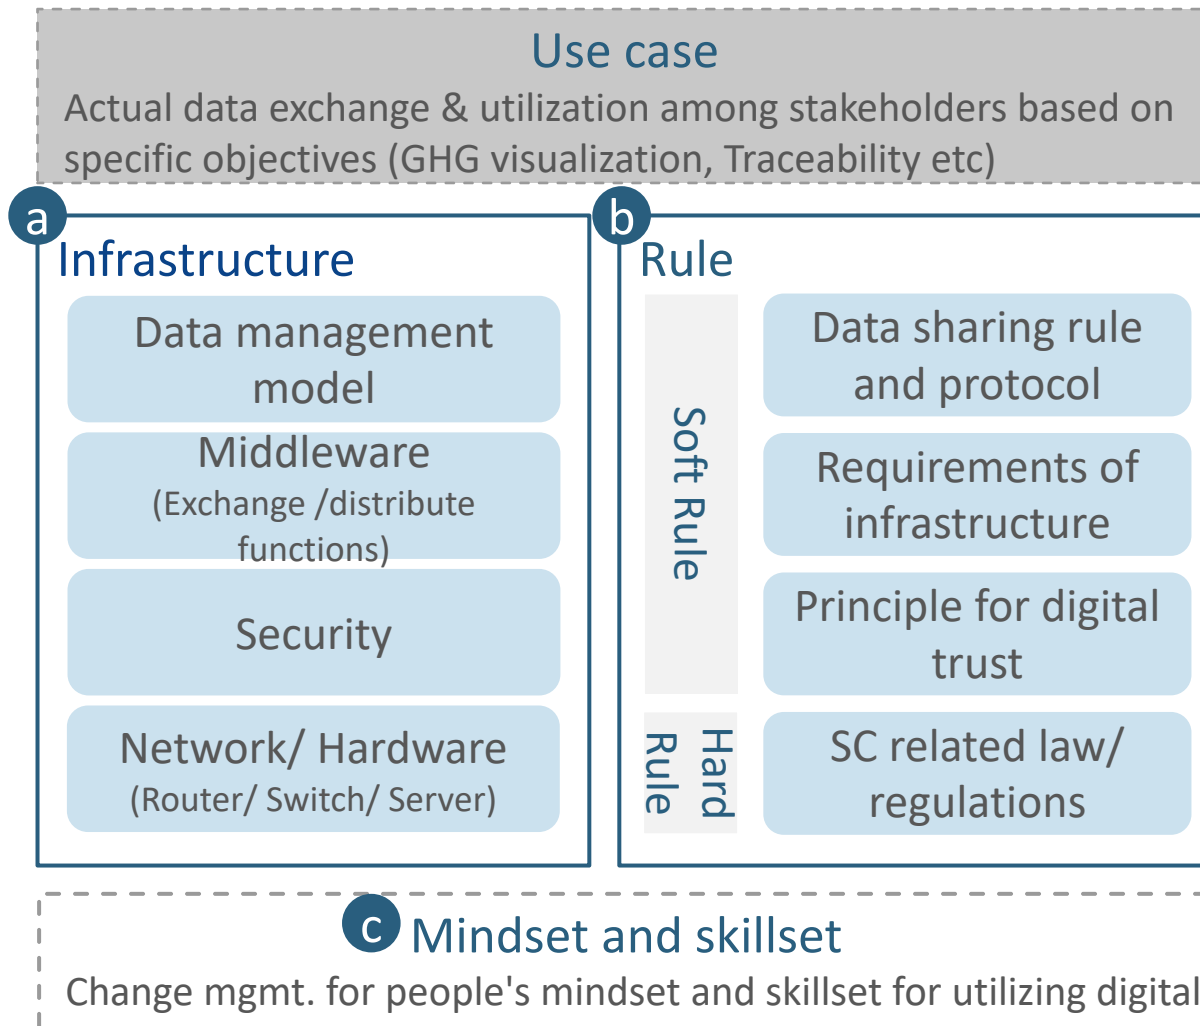 Use case
Actual data exchange & utilization among stakeholders based on
specific objectives (GHG visualization, Traceability etc)
a
Infrastructure
Data management
model
Middleware
(Exchange /distribute
functions)
Security
Network/ Hardware
(Router/ Switch/ Server)
b
Rule
Soft Rule
Data sharing rule
and protocol
Requirements of
infrastructure
Principle for digital
trust
Hard
Rule
SC related law/
regulations
c Mindset and skillset
Change mgmt. for people's mindset and skillset for utilizing digital